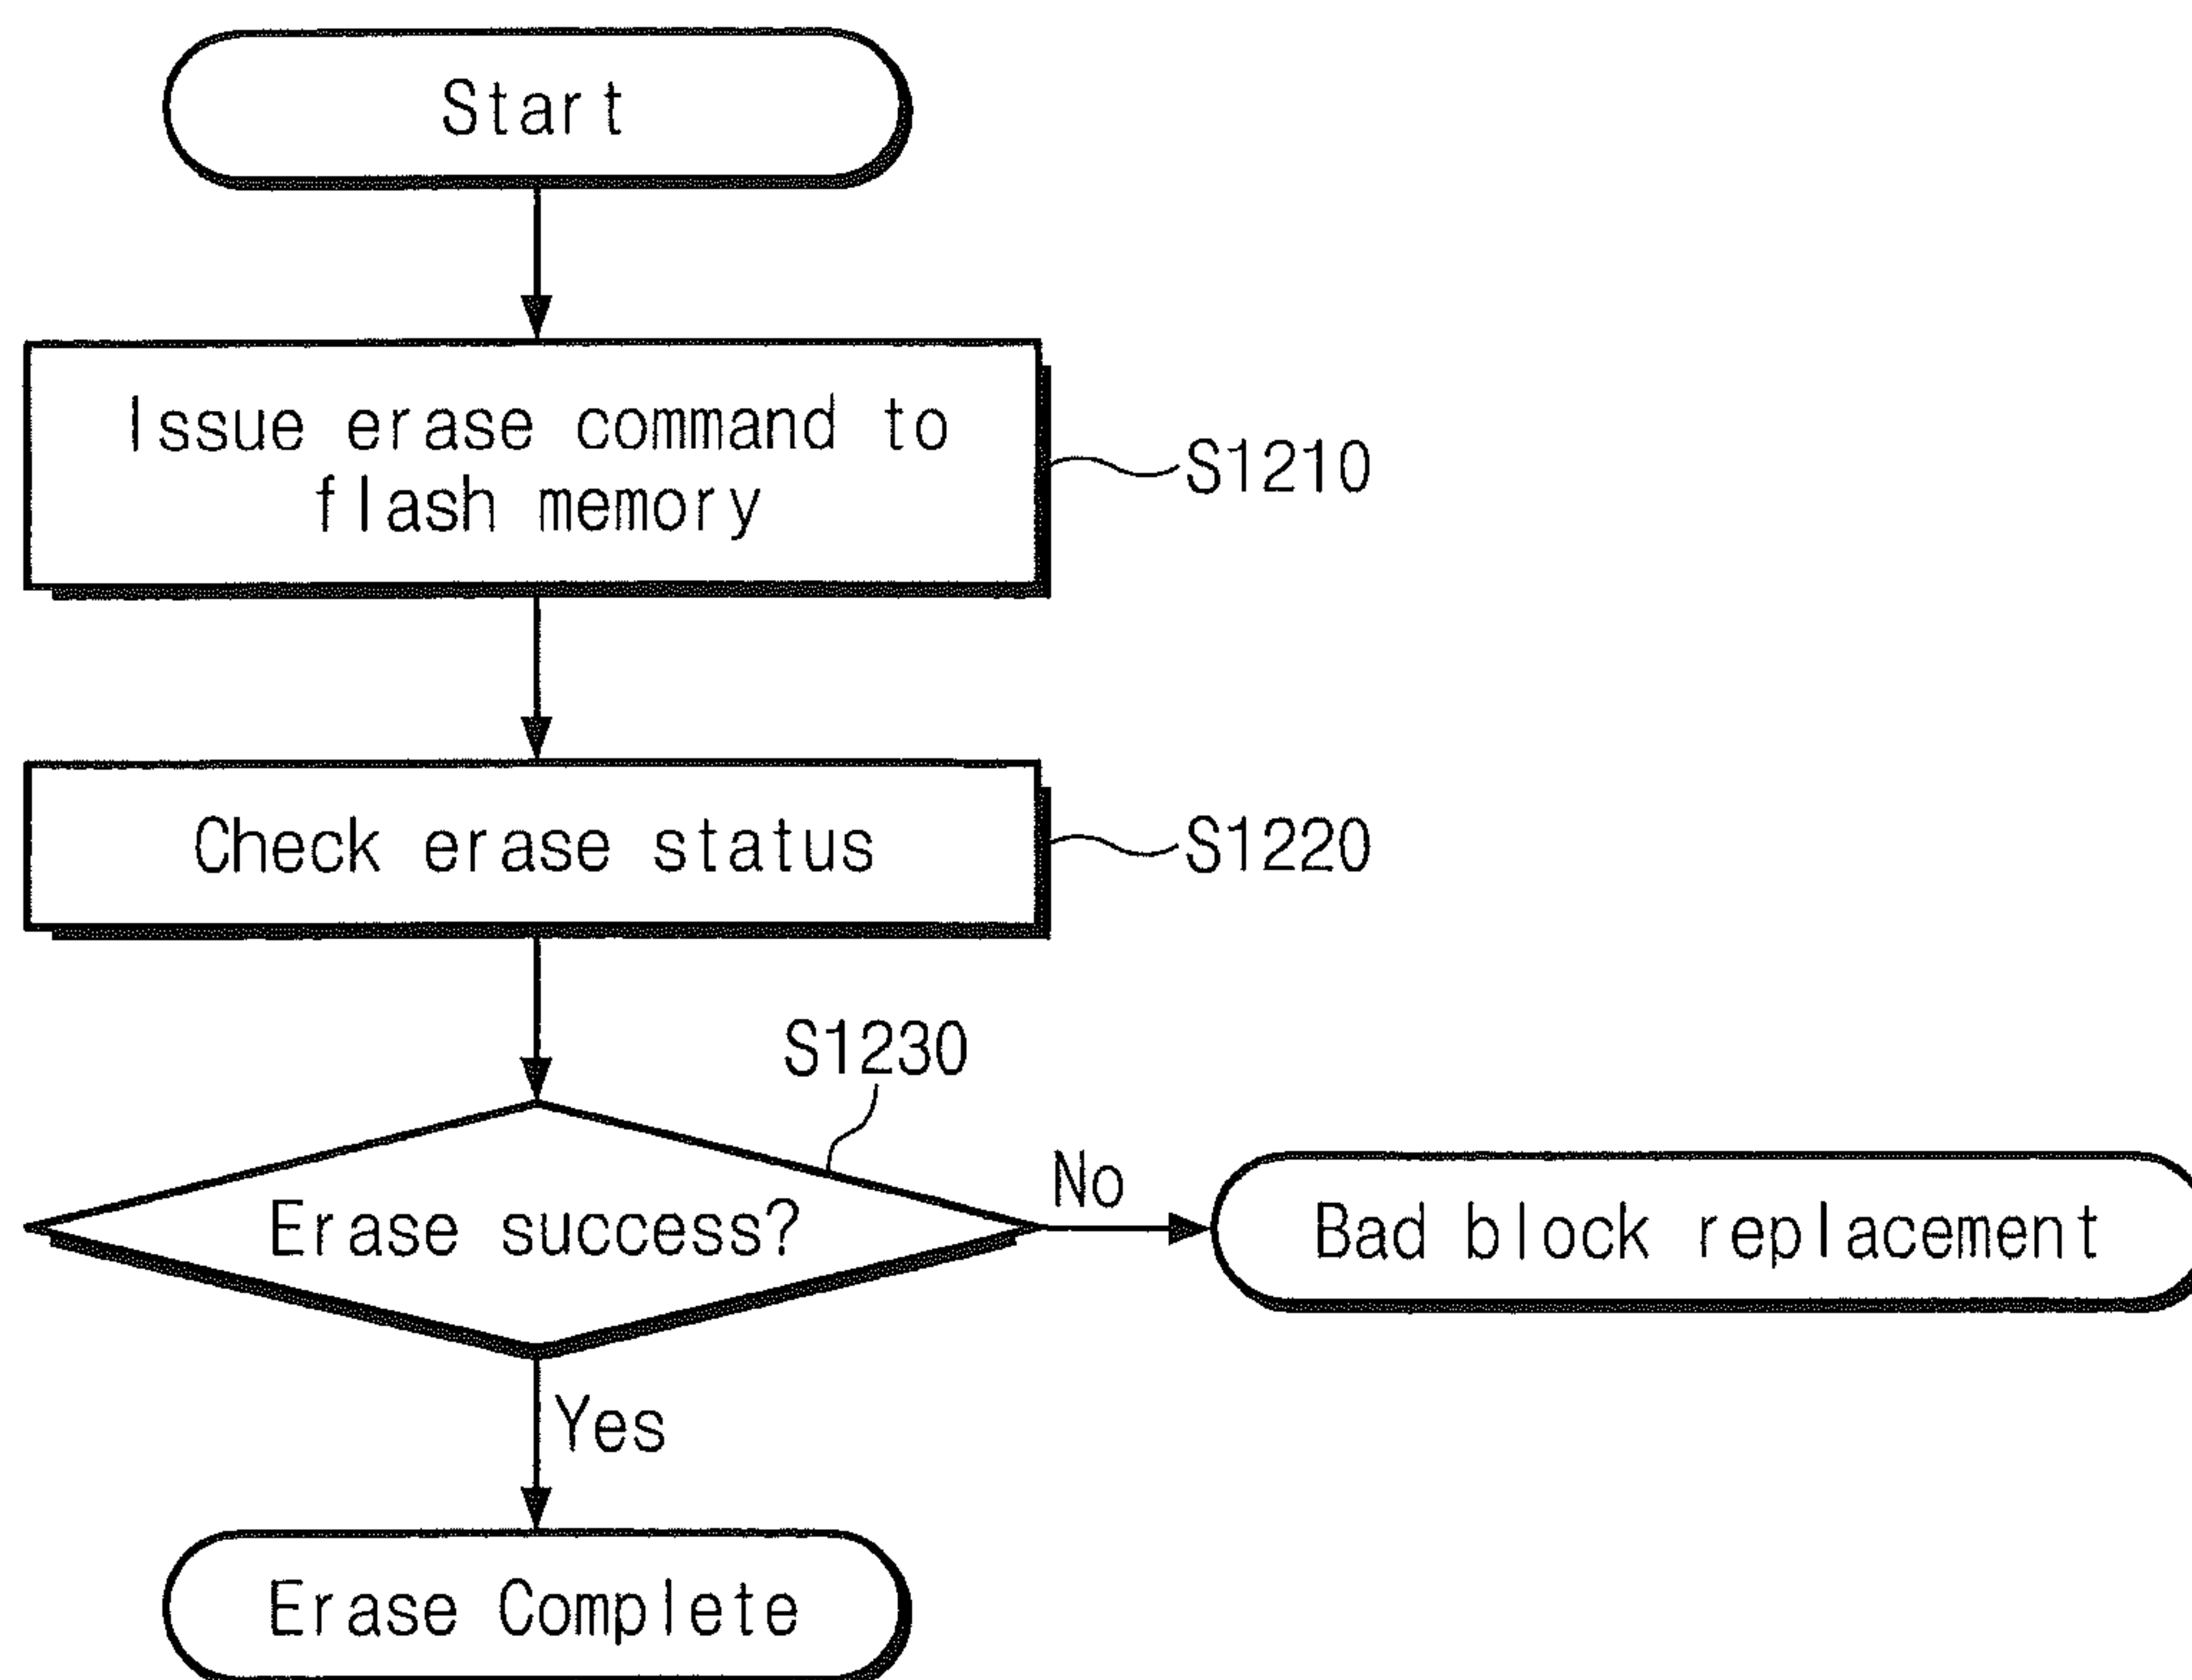 Start
Issue erase command to
flash memory
S1210
Check erase status
S1220
S1230
Erase success?
No
Bad block replacement
Yes
Erase Complete